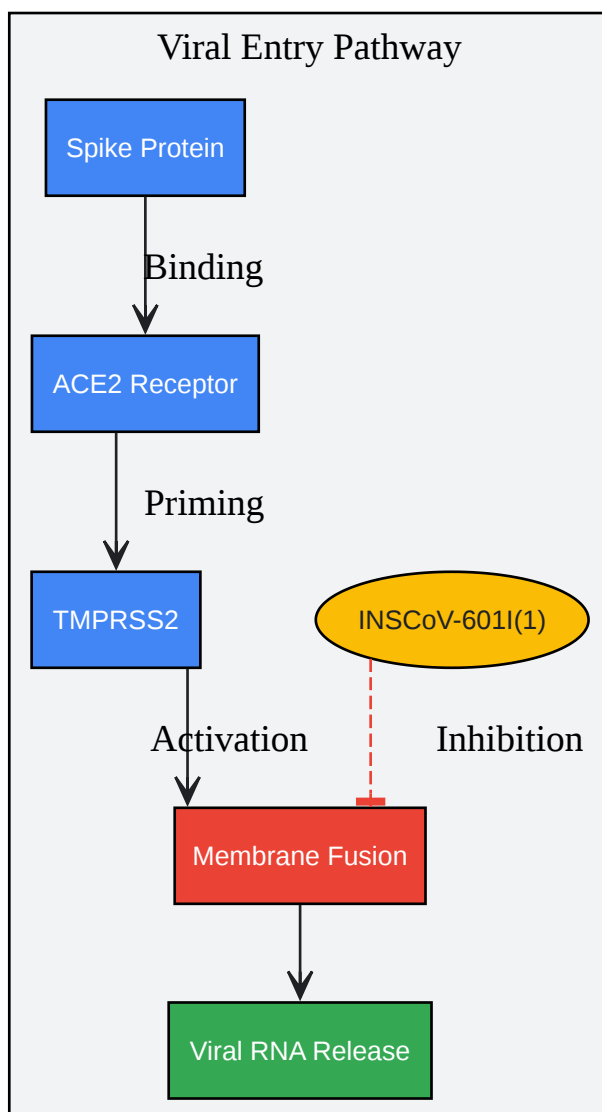 Viral Entry Pathway
Spike Protein
Binding
ACE2 Receptor
Priming
TMPRSS2
INSCoV-601I(1)
Activation
Inhibition
Membrane Fusion
Viral RNA Release